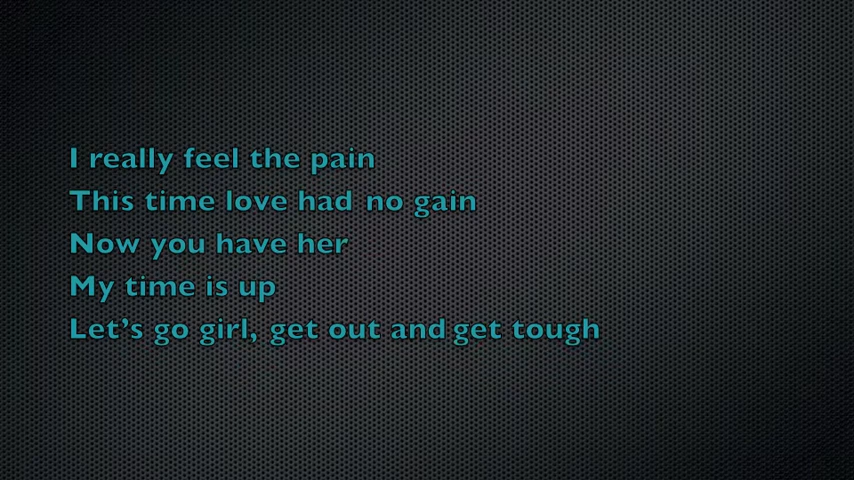 I really feel the pain
This time love had no gain
Now you have her
My time is up
Let’s go girl, get out and get tough